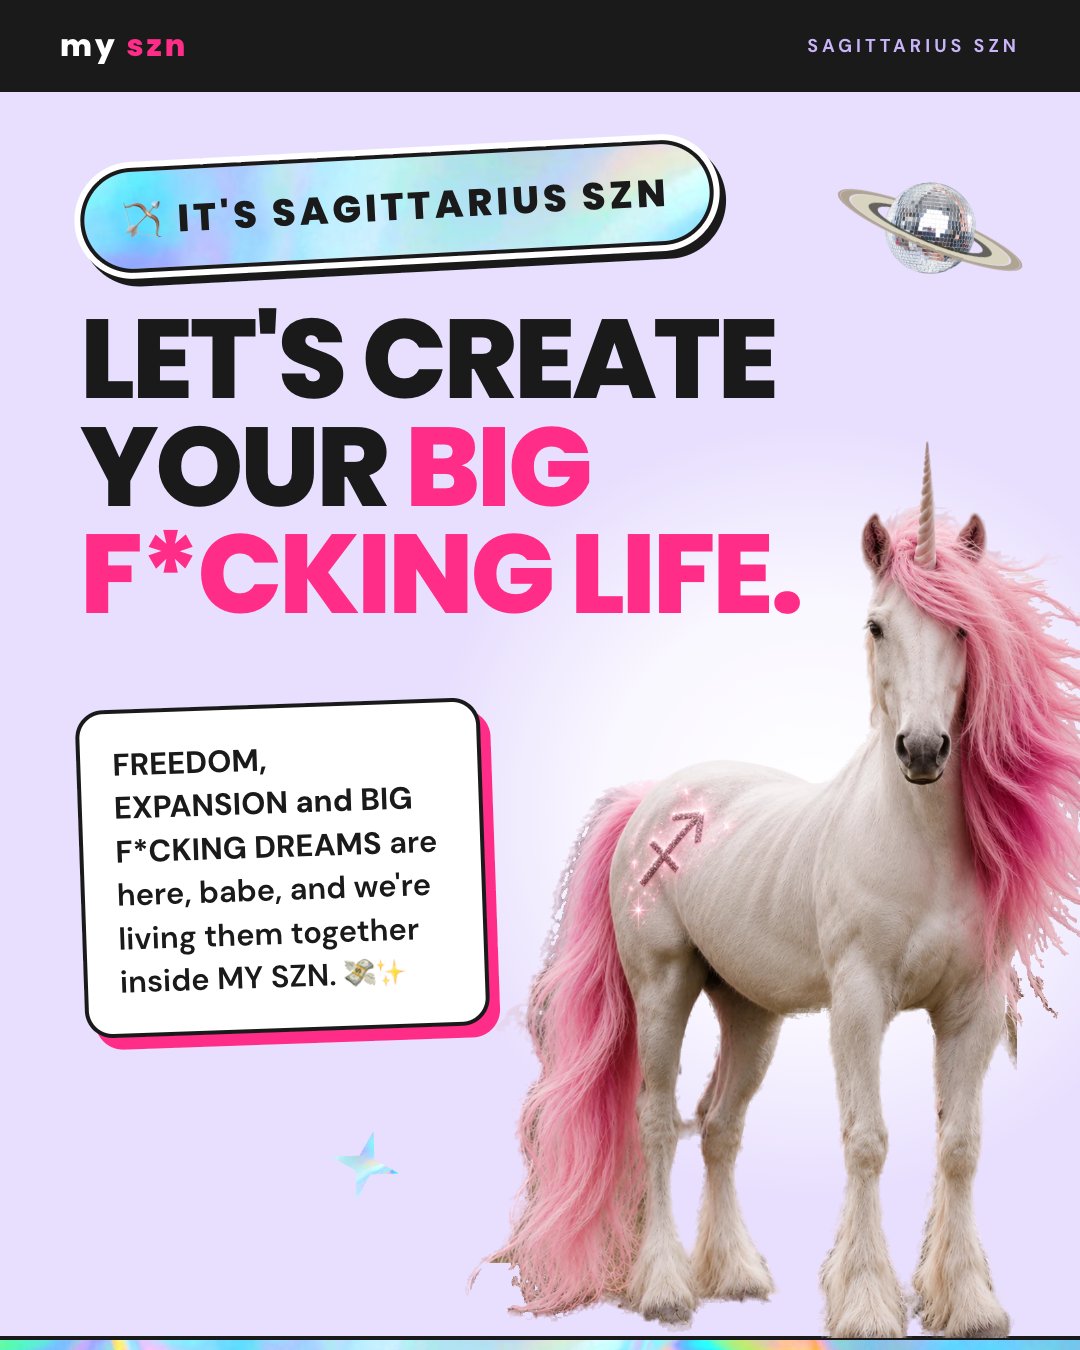 my szn
SAGITTARIUS SZN
🏹 IT'S SAGITTARIUS SZN
LET'S CREATE
YOUR BIG
F*CKING LIFE.
FREEDOM,
EXPANSION and BIG
F*CKING DREAMS are
here, babe, and we're
living them together
inside MY SZN. 💸✨